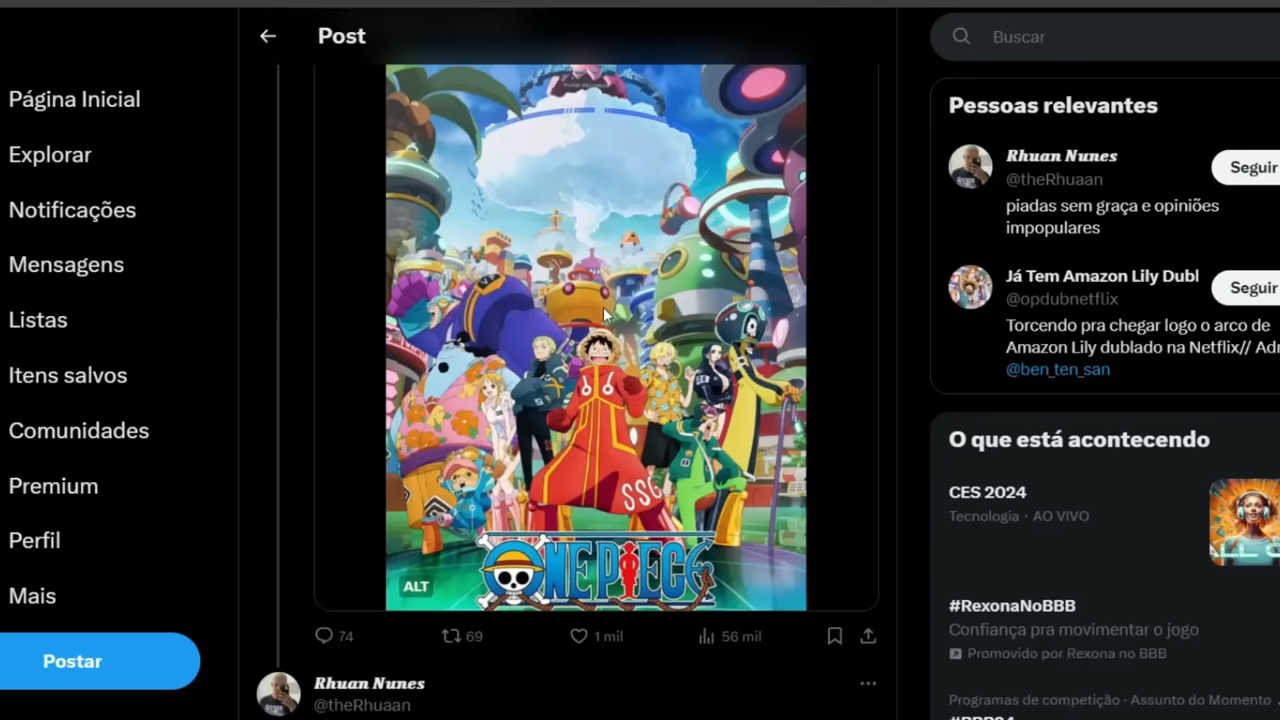 Página Inicial
Explorar
Notificações
Mensagens
Listas
Itens salvos
Comunidades
Premium
Perfil
Mais
Postar
Post
SSG
ONE PIECE
ALT
74
69
1 mil
56 mil
Rhuan Nunes
@theRhuaan
Buscar
Pessoas relevantes
Rhuan Nunes
@theRhuaan
Seguir
piadas sem graça e opiniões
impopulares
Já Tem Amazon Lily Dubl
@opdubnetflix
Seguir
Torcendo pra chegar logo o arco de
Amazon Lily dublado na Netflix// Adr
@ben_ten_san
O que está acontecendo
CES 2024
Tecnologia · AO VIVO
#RexonaNoBBB
Confiança pra movimentar o jogo
Promovido por Rexona no BBB
Programas de competição · Assunto do Momento